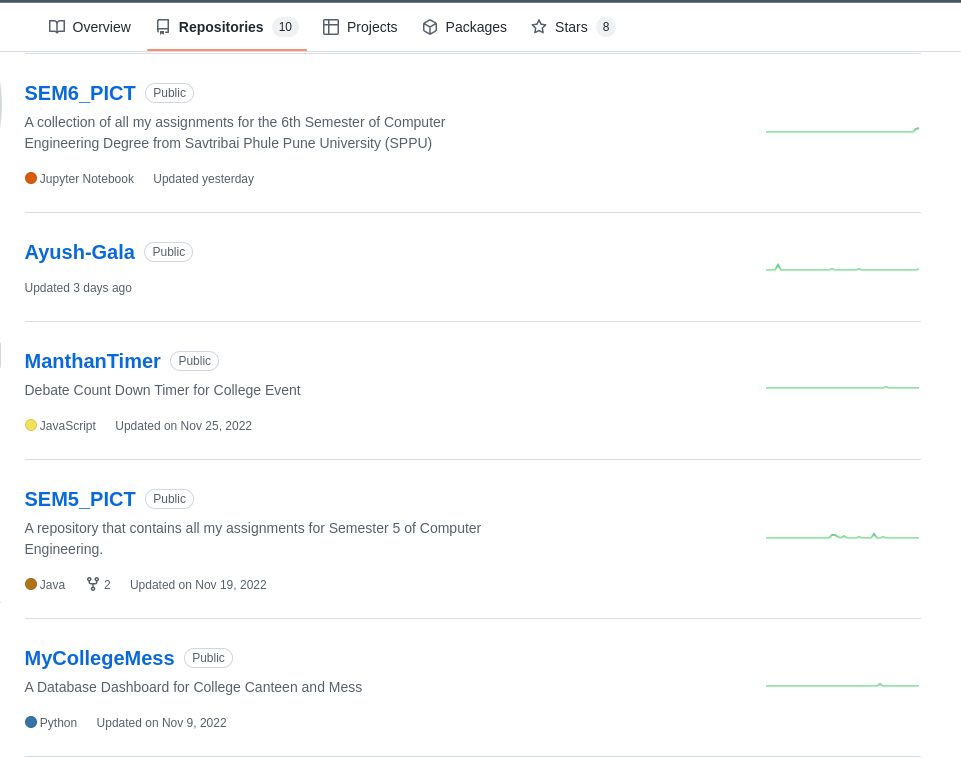 Overview Repositories 10 Projects Packages Stars 8
SEM6_PICT Public
A collection of all my assignments for the 6th Semester of Computer
Engineering Degree from Savtribai Phule Pune University (SPPU)
Jupyter Notebook Updated yesterday
Ayush-Gala Public
Updated 3 days ago
ManthanTimer Public
Debate Count Down Timer for College Event
JavaScript Updated on Nov 25, 2022
SEM5_PICT Public
A repository that contains all my assignments for Semester 5 of Computer
Engineering.
Java 2 Updated on Nov 19, 2022
MyCollegeMess Public
A Database Dashboard for College Canteen and Mess
Python Updated on Nov 9, 2022